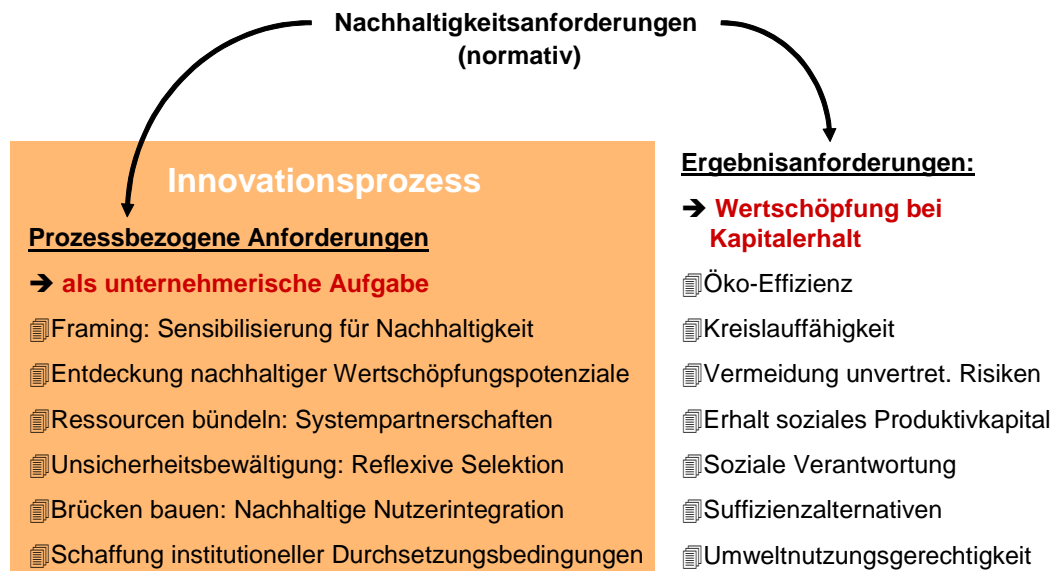 Nachhaltigkeitsanforderungen
(normativ)
Innovationsprozess
Prozessbezogene Anforderungen
➔ als unternehmerische Aufgabe
Framing: Sensibilisierung für Nachhaltigkeit
Entdeckung nachhaltiger Wertschöpfungspotenziale
Ressourcen bündeln: Systempartnerschaften
Unsicherheitsbewältigung: Reflexive Selektion
Brücken bauen: Nachhaltige Nutzerintegration
Schaffung institutioneller Durchsetzungsbedingungen
Ergebnisanforderungen:
➔ Wertschöpfung bei
Kapitalerhalt
Öko-Effizienz
Kreislauffähigkeit
Vermeidung unvertret. Risiken
Erhalt soziales Produktivkapital
Soziale Verantwortung
Suffizienzalternativen
Umweltnutzungsgerechtigkeit